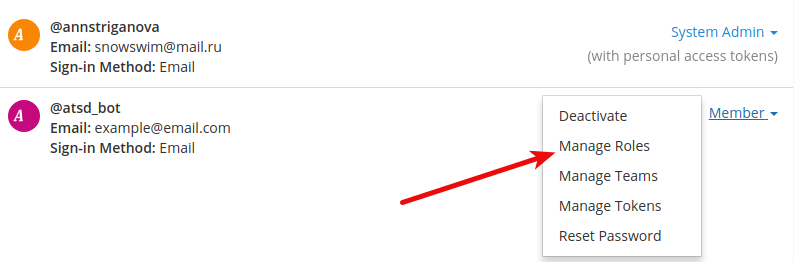 A
@annstriganova
Email: snowswim@mail.ru
Sign-in Method: Email
System Admin
(with personal access tokens)
A
@atsd_bot
Email: example@email.com
Sign-in Method: Email
Member
Deactivate
Manage Roles
Manage Teams
Manage Tokens
Reset Password